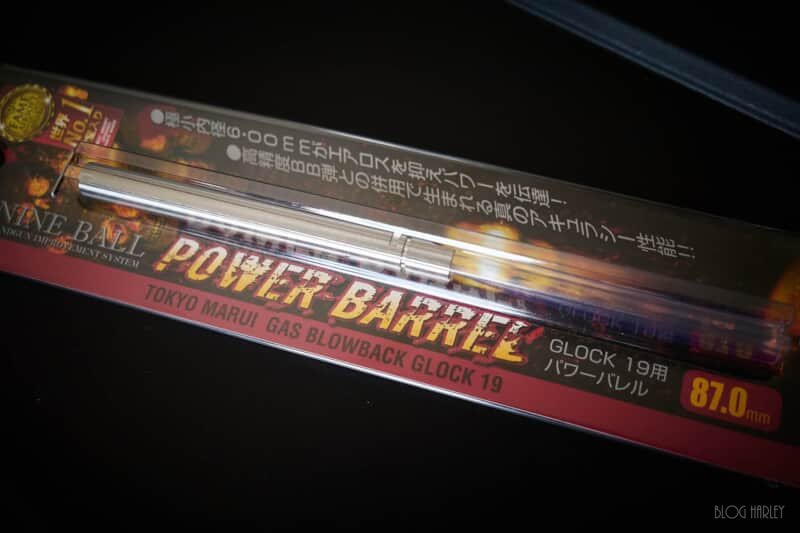 世界
No.1
●極小内径6.00mmがエアロスを抑えパワーを伝達!
●高精度BB弾との併用で生まれる真のアキュラシー性能!!
NINE BALL
HANDGUN IMPROVEMENT SYSTEM
POWER BARREL
TOKYO MARUI GAS BLOWBACK GLOCK 19
GLOCK 19用
パワーバレル
87.0mm
BLOG HARLEY